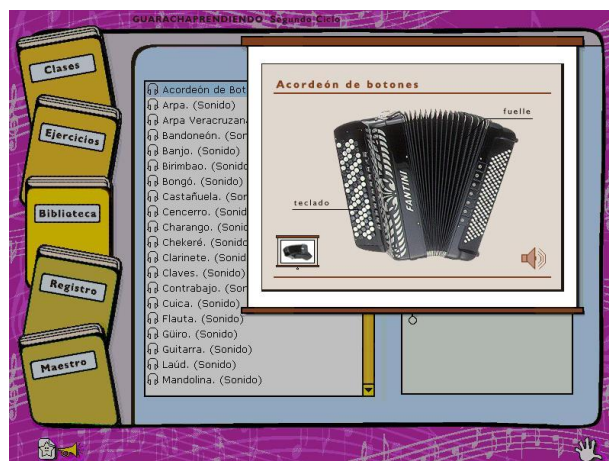 GUARACHAPRENDIENDO Segundo Ciclo
Clases
Ejercicios
Biblioteca
Registro
Maestro
Acordeón de Bot
Arpa. (Sonido)
Arpa Veracruzan
Bandoneón. (Son
Banjo. (Sonido)
Birimbao. (Sonido
Bongó. (Sonido)
Castañuela. (Son
Cencerro. (Sonid
Charango. (Sonid
Chekeré. (Sonido
Clarinete. (Sonid
Claves. (Sonido)
Contrabajo. (Son
Cuica. (Sonido)
Flauta. (Sonido)
Güiro. (Sonido)
Guitarra. (Sonido)
Laúd. (Sonido)
Mandolina. (Sonido)
Acordeón de botones
fuelle
teclado
FANTINI